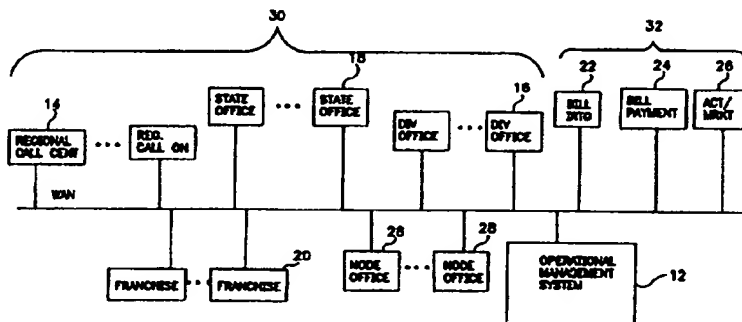 30
32
14
18
16
22
24
26
STATE
OFFICE
STATE
OFFICE
REGIONAL
CALL CENT
REG.
CALL CN
DIV
OFFICE
DIV
OFFICE
BILL
BILL
PAYMENT
ACT/
MRKT
WAN
FRANCHISE
FRANCHISE
20
NODE
OFFICE
28
NODE
OFFICE
28
OPERATIONAL
MANAGEMENT
SYSTEM
12